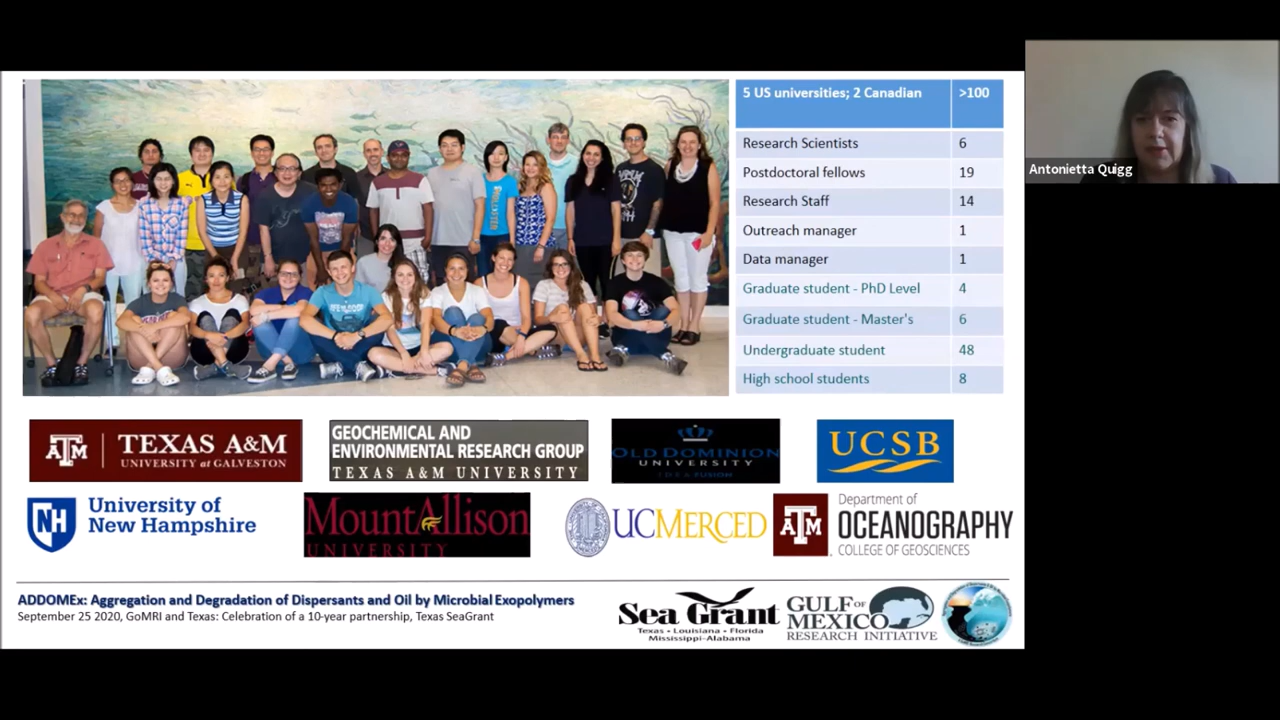 5 US universities; 2 Canadian >100
Research Scientists 6
Postdoctoral fellows 19
Research Staff 14
Outreach manager 1
Data manager 1
Graduate student - PhD Level 4
Graduate student - Master's 6
Undergraduate student 48
High school students 8
Antonietta Quigg
ATM TEXAS A&M
UNIVERSITY at GALVESTON
GEOCHEMICAL AND
ENVIRONMENTAL RESEARCH GROUP
TEXAS A&M UNIVERSITY
OLD DOMINION
UNIVERSITY
IDEA FUSION
UCSB
NH University of
New Hampshire
MountAllison
UNIVERSITY
UCMERCED
ATM Department of
OCEANOGRAPHY
COLLEGE OF GEOSCIENCES
ADDOMEx: Aggregation and Degradation of Dispersants and Oil by Microbial Exopolymers
September 25 2020, GoMRI and Texas: Celebration of a 10-year partnership, Texas SeaGrant
Sea Grant
Texas • Louisiana • Florida
Mississippi-Alabama
GULF OF
MEXICO
RESEARCH INITIATIVE